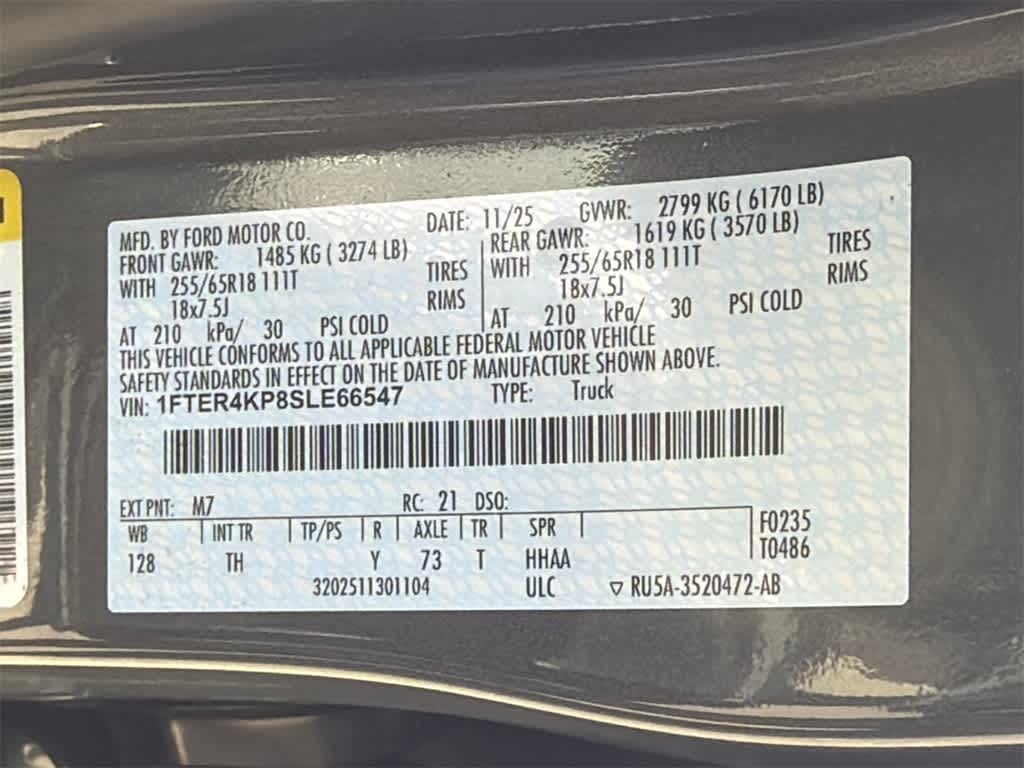 MFD. BY FORD MOTOR CO. DATE: 11/25 GVWR: 2799 KG ( 6170 LB)
FRONT GAWR: 1485 KG ( 3274 LB) REAR GAWR: 1619 KG ( 3570 LB)
WITH 255/65R18 111T TIRES WITH 255/65R18 111T TIRES
18x7.5J RIMS 18x7.5J RIMS
AT 210 kPa/ 30 PSI COLD AT 210 kPa/ 30 PSI COLD
THIS VEHICLE CONFORMS TO ALL APPLICABLE FEDERAL MOTOR VEHICLE
SAFETY STANDARDS IN EFFECT ON THE DATE OF MANUFACTURE SHOWN ABOVE.
VIN: 1FTER4KP8SLE66547 TYPE: Truck
EXT PNT: M7 RC: 21 DSO:
WB INT TR TP/PS R AXLE TR SPR F0235
128 TH Y 73 T HHAA T0486
3202511301104 ULC ▽ RU5A-3520472-AB